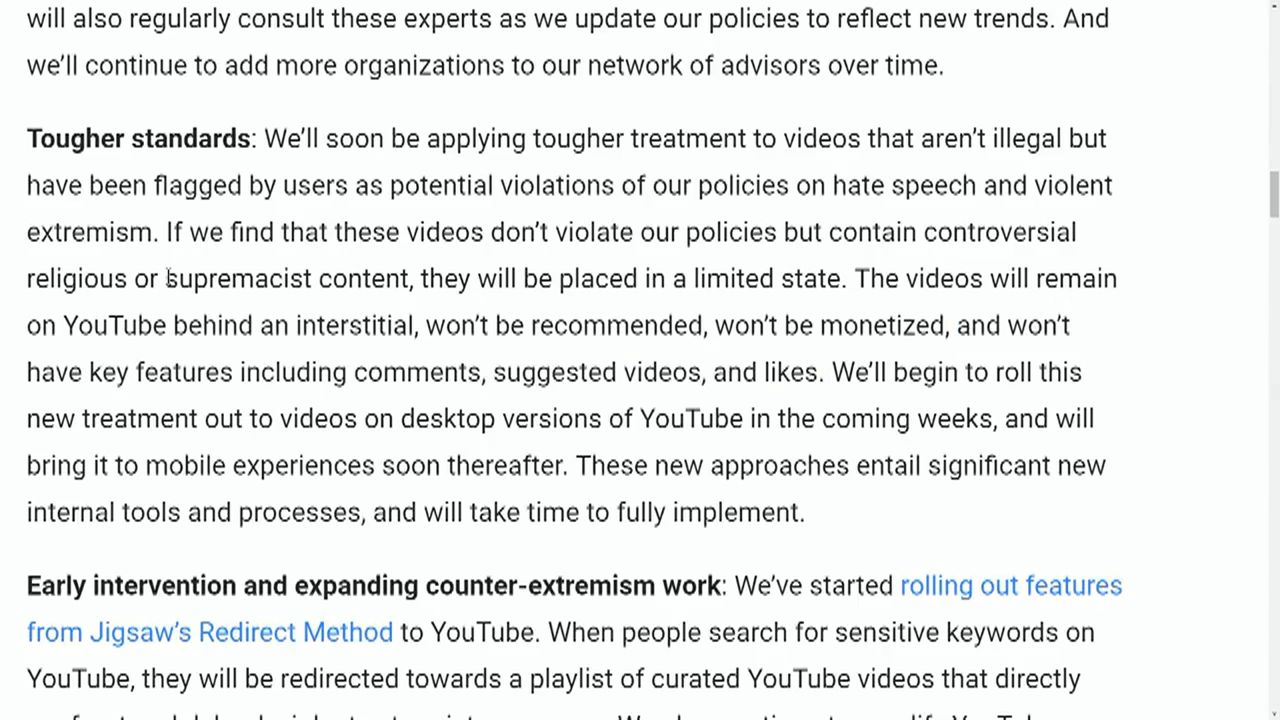 will also regularly consult these experts as we update our policies to reflect new trends. And
we’ll continue to add more organizations to our network of advisors over time.
Tougher standards: We’ll soon be applying tougher treatment to videos that aren’t illegal but
have been flagged by users as potential violations of our policies on hate speech and violent
extremism. If we find that these videos don’t violate our policies but contain controversial
religious or supremacist content, they will be placed in a limited state. The videos will remain
on YouTube behind an interstitial, won’t be recommended, won’t be monetized, and won’t
have key features including comments, suggested videos, and likes. We’ll begin to roll this
new treatment out to videos on desktop versions of YouTube in the coming weeks, and will
bring it to mobile experiences soon thereafter. These new approaches entail significant new
internal tools and processes, and will take time to fully implement.
Early intervention and expanding counter-extremism work: We’ve started rolling out features
from Jigsaw’s Redirect Method to YouTube. When people search for sensitive keywords on
YouTube, they will be redirected towards a playlist of curated YouTube videos that directly